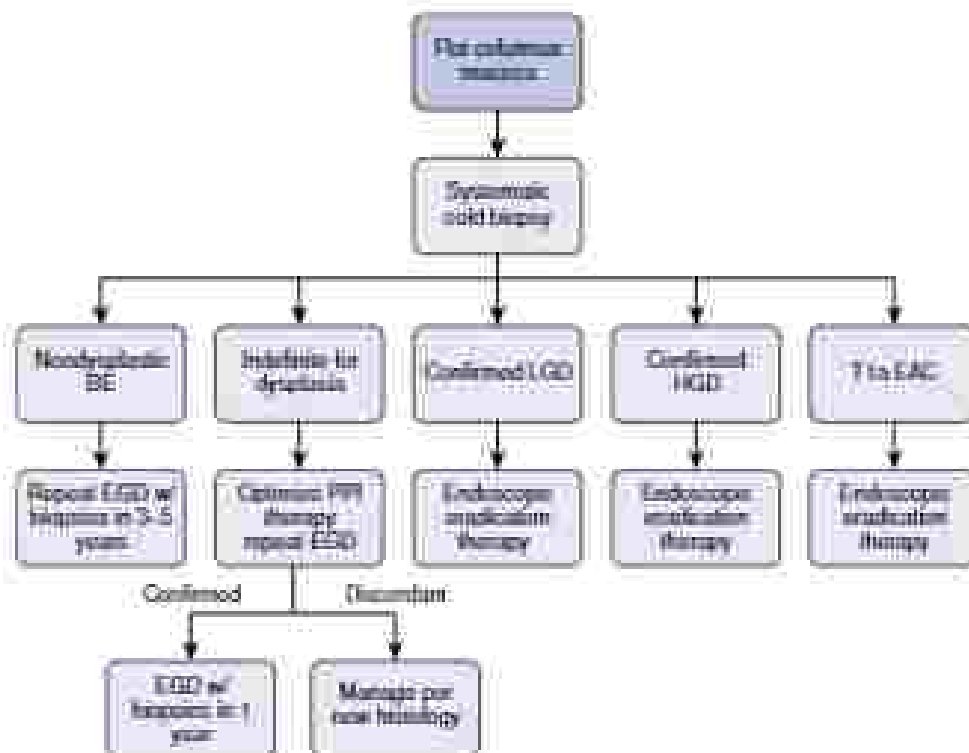 Flat columnar
mucosa
Systematic
cold biopsy
Nondysplastic
BE
Indefinite for
dysplasia
Confirmed LGD
Confirmed
HGD
EAC
Repeat EGD w/
biopsies in 3-5
years
Optimize PPI
therapy
repeat EGD
Endoscopic
eradication
therapy
Endoscopic
eradication
therapy
Endoscopic
eradication
therapy
Confirmed
Discordant
EGD w/
biopsies in 1
year
Manage per
new histology